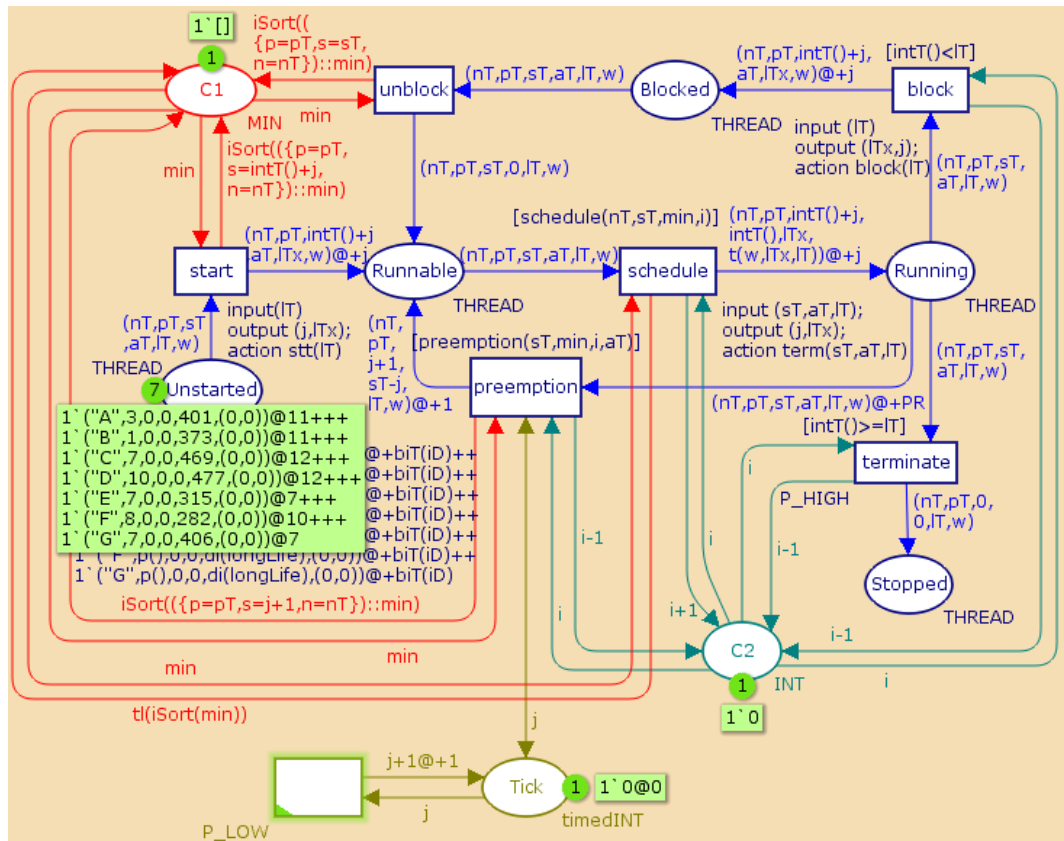 1`[]
1
C1
MIN
iSort((
{p=pT,s=sT,
n=nT})::min)
min
unblock
(nT,pT,sT,aT,lT,w)
Blocked
THREAD
(nT,pT,intT()+j,
aT,lTx,w)@+j
[intT()<lT]
block
input (lT)
output (lTx,j);
action block(lT)
(nT,pT,sT,
aT,lT,w)
min
iSort(({p=pT,
s=intT()+j,
n=nT})::min)
(nT,pT,sT,0,lT,w)
start
(nT,pT,intT()+j
,aT,lTx,w)@+j
input(lT)
output (j,lTx);
action stt(lT)
Runnable
THREAD
(nT,pT,sT,aT,lT,w)
[schedule(nT,sT,min,i)]
schedule
input (sT,aT,lT);
output (j,lTx);
action term(sT,aT,lT)
(nT,pT,intT()+j,
intT(),lTx,
t(w,lTx,lT))@+j
Running
THREAD
(nT,pT,sT
,aT,lT,w)
THREAD
7
Unstarted
1`("A",3,0,0,401,(0,0))@11+++
1`("B",1,0,0,373,(0,0))@11+++
1`("C",7,0,0,469,(0,0))@12+++
1`("D",10,0,0,477,(0,0))@12+++
1`("E",7,0,0,315,(0,0))@7+++
1`("F",8,0,0,282,(0,0))@10+++
1`("G",7,0,0,406,(0,0))@7
@+biT(iD)++
@+biT(iD)++
@+biT(iD)++
@+biT(iD)++
@+biT(iD)++
1`("F",p(),0,0,di(longLife),(0,0))@+biT(iD)++
1`("G",p(),0,0,di(longLife),(0,0))@+biT(iD)
(nT,
pT,
j+1,
sT-j,
lT,w)@+1
[preemption(sT,min,i,aT)]
preemption
(nT,pT,sT,aT,lT,w)@+PR
(nT,pT,sT,
aT,lT,w)
[intT()>=lT]
terminate
P_HIGH
i
i-1
(nT,pT,0,
0,lT,w)
Stopped
THREAD
i-1
i
i
i+1
iSort(({p=pT,s=j+1,n=nT})::min)
min
min
tl(iSort(min))
C2
INT
1
1`0
i-1
i
j
j+1@+1
j
P_LOW
Tick
1
1`0@0
timedINT